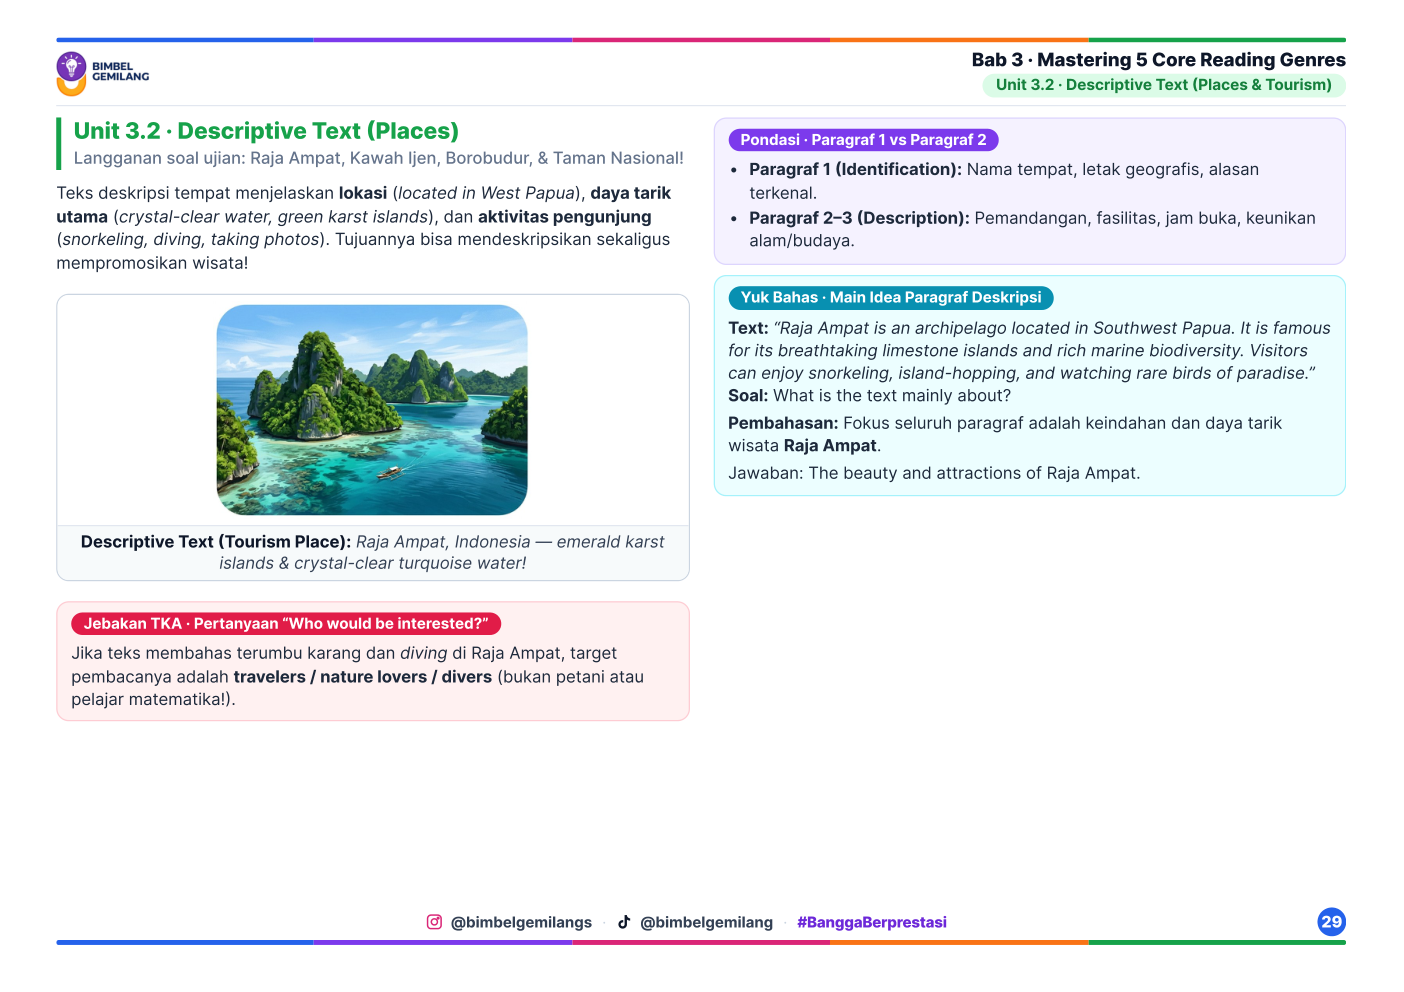 BIMBEL
GEMILANG
Bab 3 · Mastering 5 Core Reading Genres
Unit 3.2 · Descriptive Text (Places & Tourism)
Unit 3.2 · Descriptive Text (Places)
Langganan soal ujian: Raja Ampat, Kawah Ijen, Borobudur, & Taman Nasional!
Teks deskripsi tempat menjelaskan lokasi (located in West Papua), daya tarik
utama (crystal-clear water, green karst islands), dan aktivitas pengunjung
(snorkeling, diving, taking photos). Tujuannya bisa mendeskripsikan sekaligus
mempromosikan wisata!
Descriptive Text (Tourism Place): Raja Ampat, Indonesia — emerald karst
islands & crystal-clear turquoise water!
Jebakan TKA · Pertanyaan “Who would be interested?”
Jika teks membahas terumbu karang dan diving di Raja Ampat, target
pembacanya adalah travelers / nature lovers / divers (bukan petani atau
pelajar matematika!).
Pondasi · Paragraf 1 vs Paragraf 2
• Paragraf 1 (Identification): Nama tempat, letak geografis, alasan
terkenal.
• Paragraf 2–3 (Description): Pemandangan, fasilitas, jam buka, keunikan
alam/budaya.
Yuk Bahas · Main Idea Paragraf Deskripsi
Text: “Raja Ampat is an archipelago located in Southwest Papua. It is famous
for its breathtaking limestone islands and rich marine biodiversity. Visitors
can enjoy snorkeling, island-hopping, and watching rare birds of paradise.”
Soal: What is the text mainly about?
Pembahasan: Fokus seluruh paragraf adalah keindahan dan daya tarik
wisata Raja Ampat.
Jawaban: The beauty and attractions of Raja Ampat.
@bimbelgemilangs · @bimbelgemilang · #BanggaBerprestasi
29